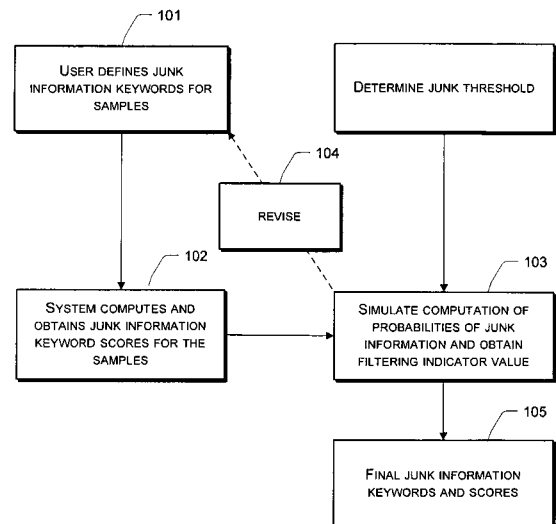 101
USER DEFINES JUNK
INFORMATION KEYWORDS FOR
SAMPLES
DETERMINE JUNK THRESHOLD
104
REVISE
102
SYSTEM COMPUTES AND
OBTAINS JUNK INFORMATION
KEYWORD SCORES FOR THE
SAMPLES
103
SIMULATE COMPUTATION OF
PROBABILITIES OF JUNK
INFORMATION AND OBTAIN
FILTERING INDICATOR VALUE
105
FINAL JUNK INFORMATION
KEYWORDS AND SCORES